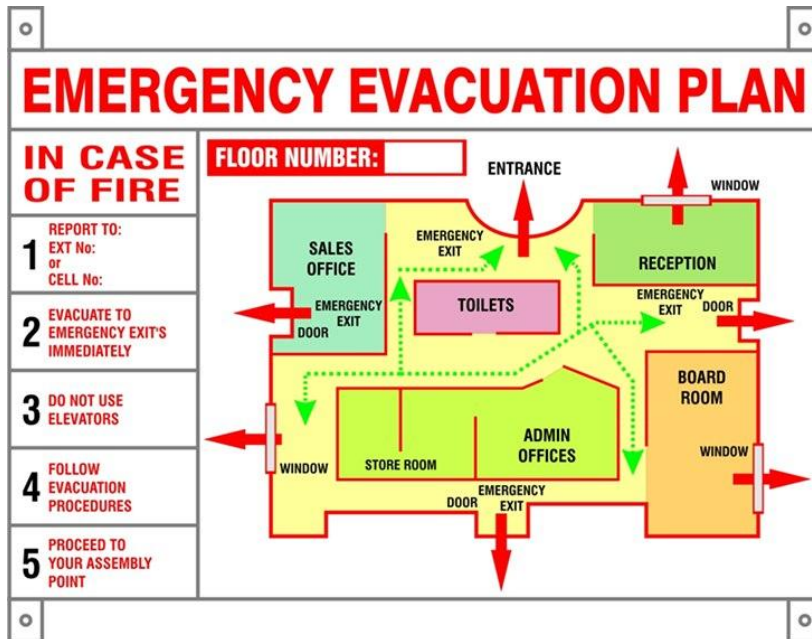 EMERGENCY EVACUATION PLAN
IN CASE
OF FIRE
1
REPORT TO:
EXT No:
or
CELL No:
2
EVACUATE TO
EMERGENCY EXIT'S
IMMEDIATELY
3
DO NOT USE
ELEVATORS
4
FOLLOW
EVACUATION
PROCEDURES
5
PROCEED TO
YOUR ASSEMBLY
POINT
FLOOR NUMBER:
ENTRANCE
WINDOW
EMERGENCY
EXIT
SALES
OFFICE
RECEPTION
TOILETS
EMERGENCY
EXIT
DOOR
EMERGENCY
EXIT
DOOR
BOARD
ROOM
ADMIN
OFFICES
STORE ROOM
WINDOW
WINDOW
EMERGENCY
EXIT
DOOR